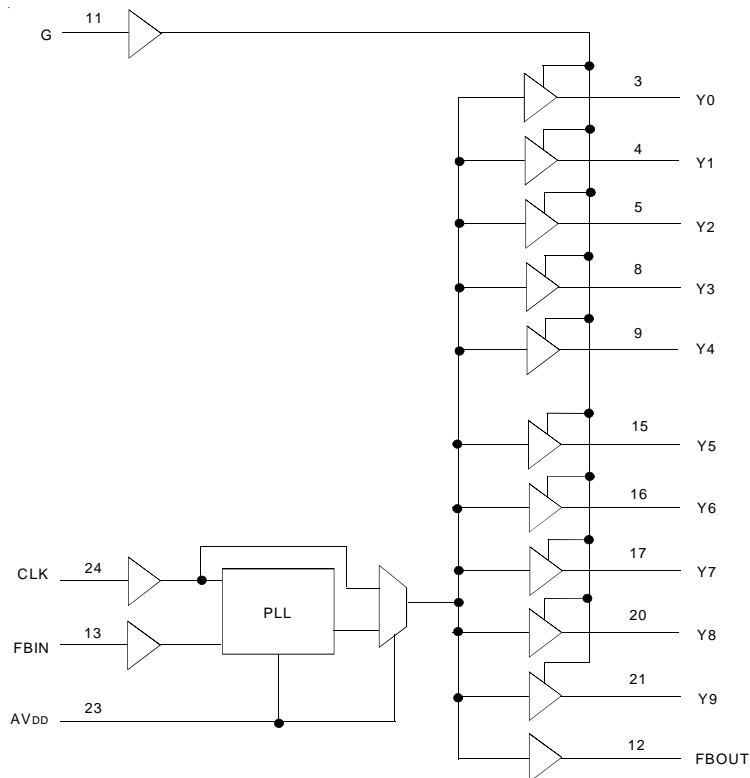 G 11
3 Y0
4 Y1
5 Y2
8 Y3
9 Y4
15 Y5
16 Y6
17 Y7
20 Y8
21 Y9
12 FBOUT
CLK 24
PLL
FBIN 13
AVDD 23